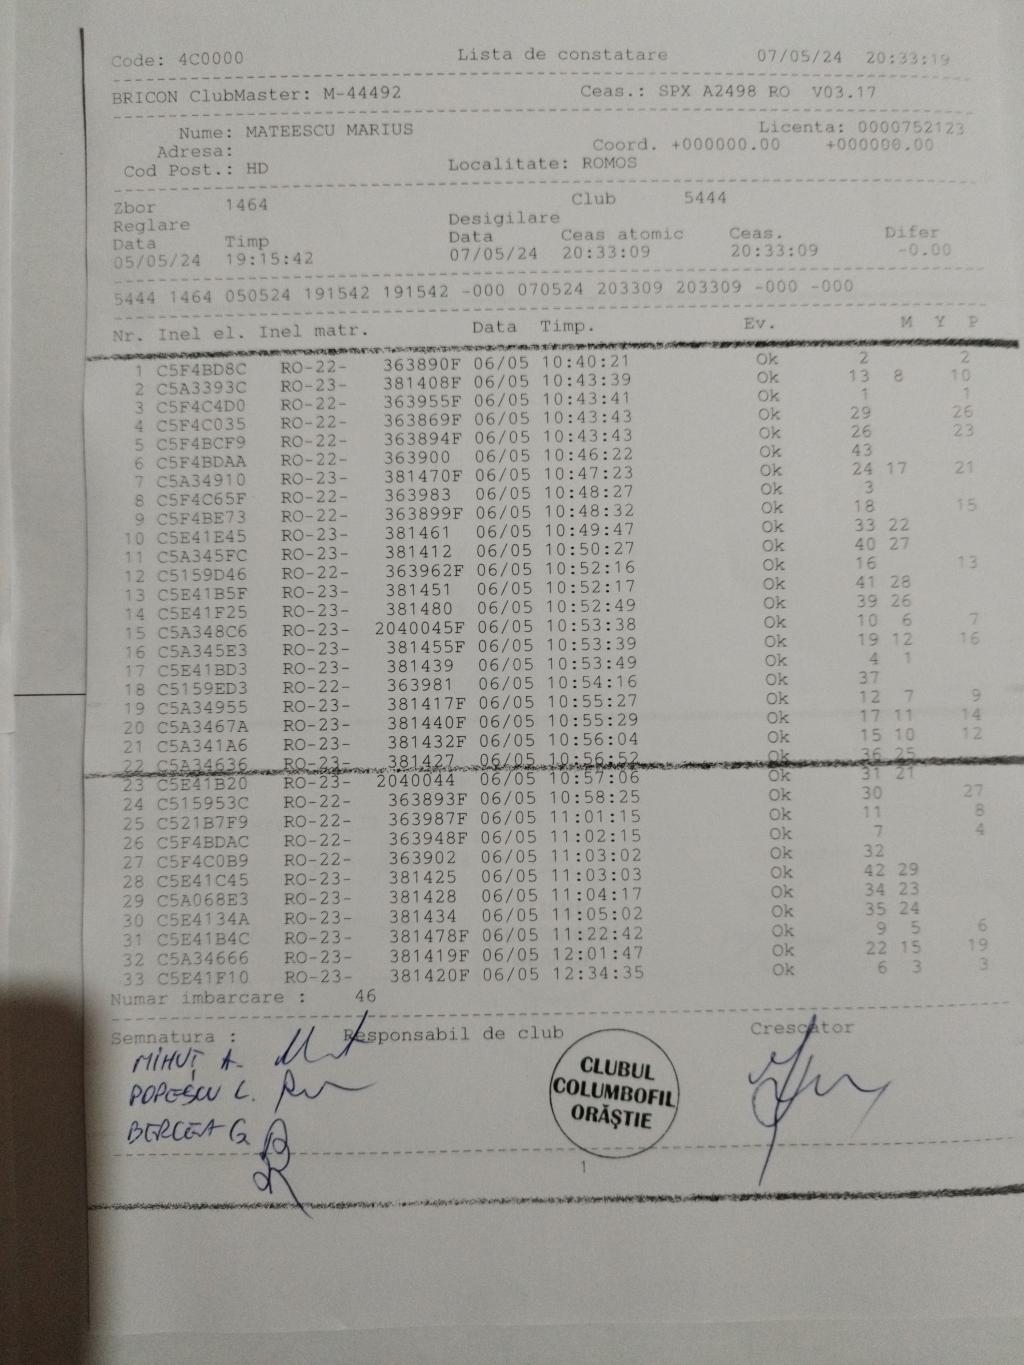 Code: 4C0000 Lista de constatare 07/05/24 20:33:19
BRICON ClubMaster: M-44492 Ceas.: SPX A2498 RO V03.17
Nume: MATEESCU MARIUS Licenta: 0000752123
Adresa: Coord. +000000.00 +000000.00
Cod Post.: HD Localitate: ROMOS
Zbor 1464 Club 5444
Reglare Desigilare
Data Timp Data Ceas atomic Ceas. Difer
05/05/24 19:15:42 07/05/24 20:33:09 20:33:09 -0.00
5444 1464 050524 191542 191542 -000 070524 203309 203309 -000 -000
Nr. Inel el. Inel matr. Data Timp. Ev. M Y P
1 C5F4BD8C RO-22- 363890F 06/05 10:40:21 Ok 2 2
2 C5A3393C RO-23- 381408F 06/05 10:43:39 Ok 13 8 10
3 C5F4C4D0 RO-22- 363955F 06/05 10:43:41 Ok 1 1
4 C5F4C035 RO-22- 363869F 06/05 10:43:43 Ok 29 26
5 C5F4BCF9 RO-22- 363894F 06/05 10:43:43 Ok 26 23
6 C5F4BDAA RO-22- 363900 06/05 10:46:22 Ok 43
7 C5A34910 RO-23- 381470F 06/05 10:47:23 Ok 24 17 21
8 C5F4C65F RO-22- 363983 06/05 10:48:27 Ok 3
9 C5F4BE73 RO-22- 363899F 06/05 10:48:32 Ok 18 15
10 C5E41E45 RO-23- 381461 06/05 10:49:47 Ok 33 22
11 C5A345FC RO-23- 381412 06/05 10:50:27 Ok 40 27
12 C5159D46 RO-22- 363962F 06/05 10:52:16 Ok 16 13
13 C5E41B5F RO-23- 381451 06/05 10:52:17 Ok 41 28
14 C5E41F25 RO-23- 381480 06/05 10:52:49 Ok 39 26
15 C5A348C6 RO-23- 2040045F 06/05 10:53:38 Ok 10 6 7
16 C5A345E3 RO-23- 381455F 06/05 10:53:39 Ok 19 12 16
17 C5E41BD3 RO-23- 381439 06/05 10:53:49 Ok 4 1
18 C5159ED3 RO-22- 363981 06/05 10:54:16 Ok 37
19 C5A34955 RO-23- 381417F 06/05 10:55:27 Ok 12 7 9
20 C5A3467A RO-23- 381440F 06/05 10:55:29 Ok 17 11 14
21 C5A341A6 RO-23- 381432F 06/05 10:56:04 Ok 15 10 12
22 C5A34636 RO-23- 381427 06/05 10:56:52 Ok 36 25
23 C5E41B20 RO-23- 2040044 06/05 10:57:06 Ok 31 21
24 C515953C RO-22- 363893F 06/05 10:58:25 Ok 30 27
25 C521B7F9 RO-22- 363987F 06/05 11:01:15 Ok 11 8
26 C5F4BDAC RO-22- 363948F 06/05 11:02:15 Ok 7 4
27 C5F4C0B9 RO-22- 363902 06/05 11:03:02 Ok 32
28 C5E41C45 RO-23- 381425 06/05 11:03:03 Ok 42 29
29 C5A068E3 RO-23- 381428 06/05 11:04:17 Ok 34 23
30 C5E4134A RO-23- 381434 06/05 11:05:02 Ok 35 24
31 C5E41B4C RO-23- 381478F 06/05 11:22:42 Ok 9 5 6
32 C5A34666 RO-23- 381419F 06/05 12:01:47 Ok 22 15 19
33 C5E41F10 RO-23- 381420F 06/05 12:34:35 Ok 6 3 3
Numar imbarcare : 46
Semnatura : Responsabil de club Crescator
MIHUȚ A.
POPESCU L.
BERCEA G.
CLUBUL
COLUMBOFIL
ORĂŞTIE
1